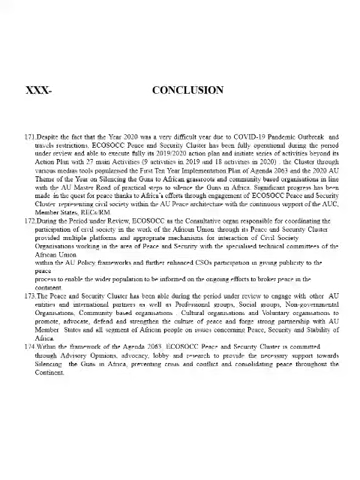 XXX- CONCLUSION
171.Despite the fact that the Year 2020 was a very difficult year due to COVID-19 Pandemic Outbreak and
travels restrictions, ECOSOCC Peace and Security Cluster has been fully operational during the period
under review and able to execute fully its 2019/2020 action plan and initiate series of activities beyond its
Action Plan with 27 main Activities (9 activities in 2019 and 18 activities in 2020) . the Cluster through
various medias tools popularised the First Ten Year Implementation Plan of Agenda 2063 and the 2020 AU
Theme of the Year on Silencing the Guns to African grassroots and community based organisations in line
with the AU Master Road of practical steps to silence the Guns in Africa. Significant progress has been
made in the quest for peace thanks to Africa's efforts through engagement of ECOSOCC Peace and Security
Cluster representing civil society within the AU Peace architecture with the continuous support of the AUC,
Member States, RECs/RM
172.During the Period under Review, ECOSOCC as the Consultative organ responsible for coordinating the
participation of civil society in the work of the African Union through its Peace and Security Cluster
provided multiple platforms and appropriate mechanisms for interaction of Civil Society
Organisations working in the area of Peace and Security with the specialised technical committees of the
African Union
within the AU Policy frameworks and further enhanced CSOs participation in giving publicity to the
peace
process to enable the wider population to be informed on the ongoing efforts to broker peace in the
continent.
173.The Peace and Security Cluster has been able during the period under review to engage with other AU
entities and international partners as well as Professional groups, Social groups, Non-governmental
Organisations, Community based organisations , Cultural organisations and Voluntary organisations to
promote, advocate, defend and strengthen the culture of peace and forge strong partnership with AU
Member States and all segment of African people on issues concerning Peace, Security and Stability of
Africa.
174.Within the framework of the Agenda 2063 ECOSOCC Peace and Security Cluster is committed
through Advisory Opinions, advocacy, lobby and research to provide the necessary support towards
Silencing the Guns in Africa, preventing crisis and conflict and consolidating peace throughout the
Continent.